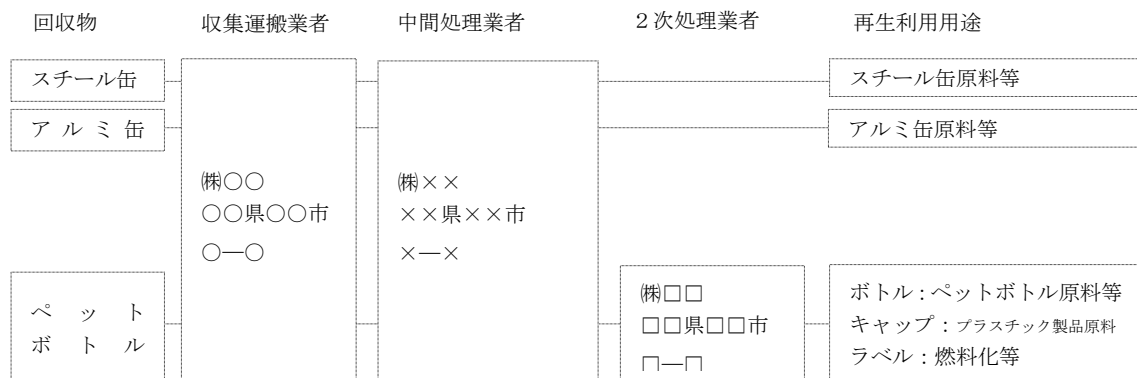 回収物 収集運搬業者 中間処理業者 2次処理業者 再生利用用途
スチール缶
アルミ缶
ペット
ボトル
㈱○○
○○県○○市
○―○
㈱××
××県××市
×―×
㈱□□
□□県□□市
□―□
スチール缶原料等
アルミ缶原料等
ボトル：ペットボトル原料等
キャップ：プラスチック製品原料
ラベル：燃料化等